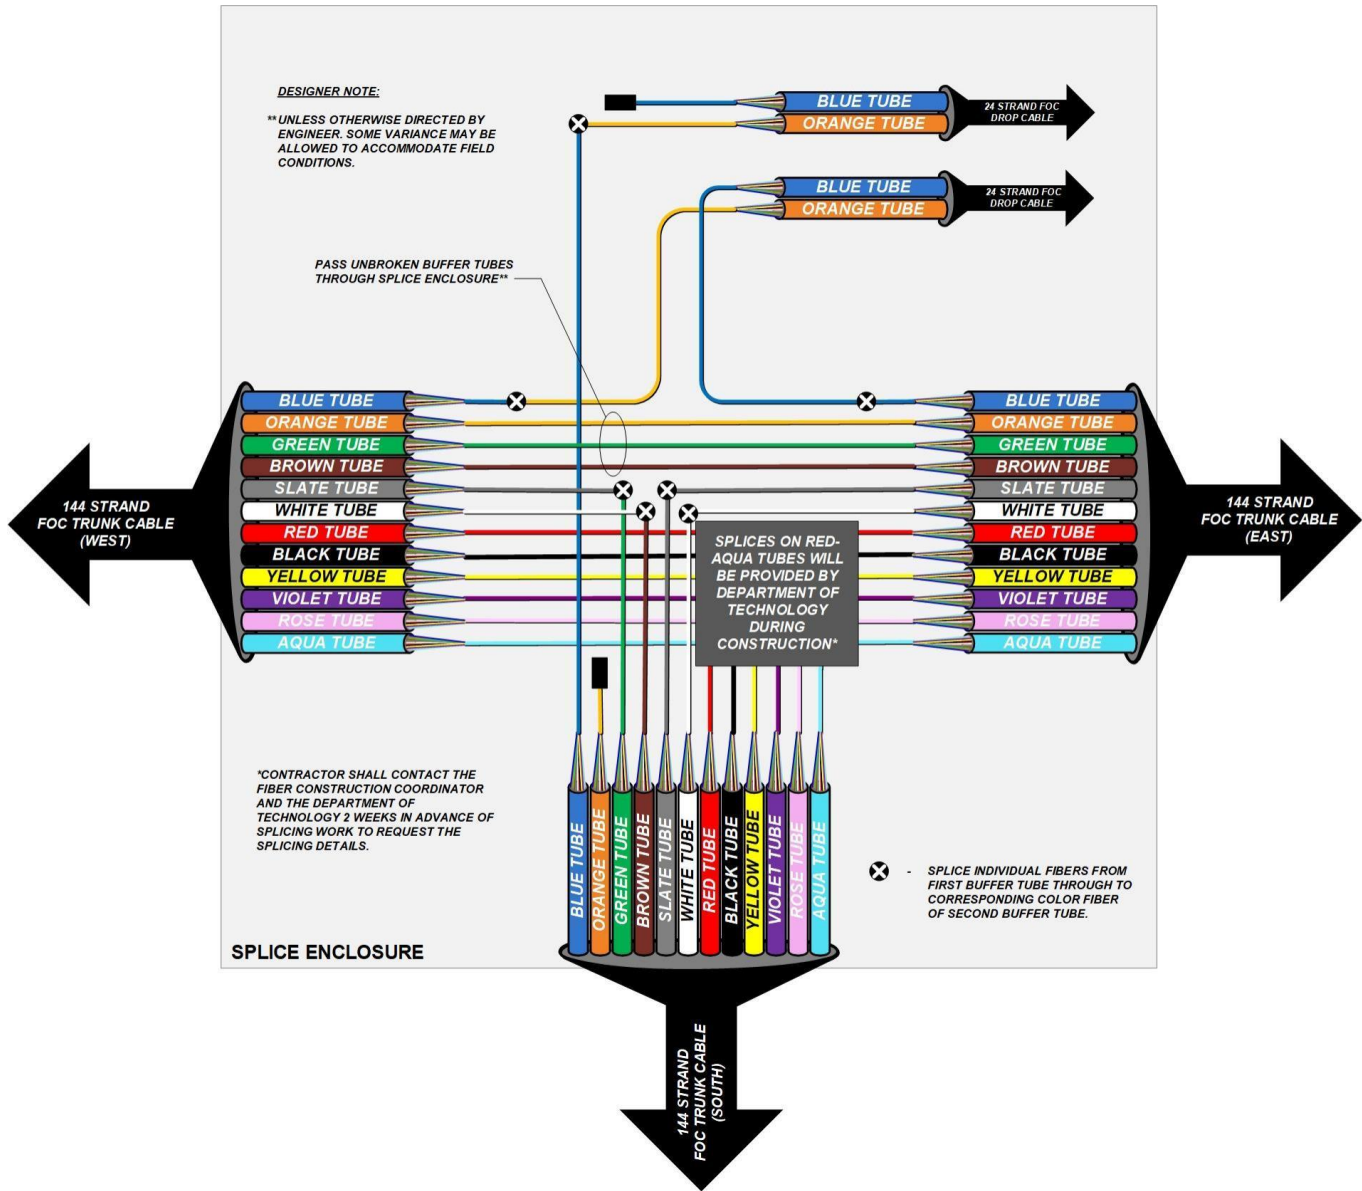 DESIGNER NOTE:
** UNLESS OTHERWISE DIRECTED BY
ENGINEER. SOME VARIANCE MAY BE
ALLOWED TO ACCOMMODATE FIELD
CONDITIONS.
BLUE TUBE
ORANGE TUBE
24 STRAND FOC
DROP CABLE
BLUE TUBE
ORANGE TUBE
24 STRAND FOC
DROP CABLE
PASS UNBROKEN BUFFER TUBES
THROUGH SPLICE ENCLOSURE**
144 STRAND
FOC TRUNK CABLE
(WEST)
BLUE TUBE
ORANGE TUBE
GREEN TUBE
BROWN TUBE
SLATE TUBE
WHITE TUBE
RED TUBE
BLACK TUBE
YELLOW TUBE
VIOLET TUBE
ROSE TUBE
AQUA TUBE
SPLICES ON RED-
AQUA TUBES WILL
BE PROVIDED BY
DEPARTMENT OF
TECHNOLOGY
DURING
CONSTRUCTION*
BLUE TUBE
ORANGE TUBE
GREEN TUBE
BROWN TUBE
SLATE TUBE
WHITE TUBE
RED TUBE
BLACK TUBE
YELLOW TUBE
VIOLET TUBE
ROSE TUBE
AQUA TUBE
144 STRAND
FOC TRUNK CABLE
(EAST)
*CONTRACTOR SHALL CONTACT THE
FIBER CONSTRUCTION COORDINATOR
AND THE DEPARTMENT OF
TECHNOLOGY 2 WEEKS IN ADVANCE OF
SPLICING WORK TO REQUEST THE
SPLICING DETAILS.
BLUE TUBE
ORANGE TUBE
GREEN TUBE
BROWN TUBE
SLATE TUBE
WHITE TUBE
RED TUBE
BLACK TUBE
YELLOW TUBE
VIOLET TUBE
ROSE TUBE
AQUA TUBE
- SPLICE INDIVIDUAL FIBERS FROM
FIRST BUFFER TUBE THROUGH TO
CORRESPONDING COLOR FIBER
OF SECOND BUFFER TUBE.
SPLICE ENCLOSURE
144 STRAND
FOC TRUNK CABLE
(SOUTH)